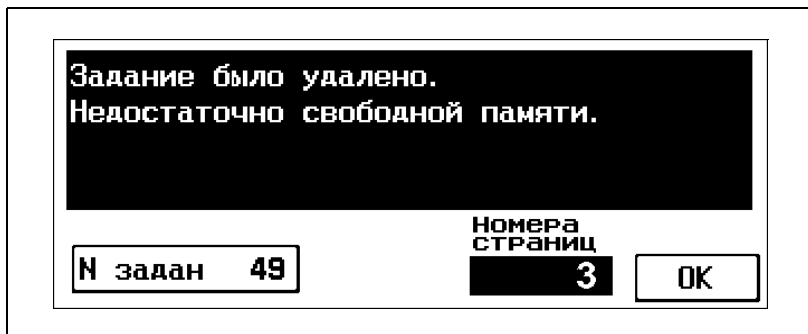 Задание было удалено.
Недостаточно свободной памяти.
Номера
страниц
N задан 49
3
OK